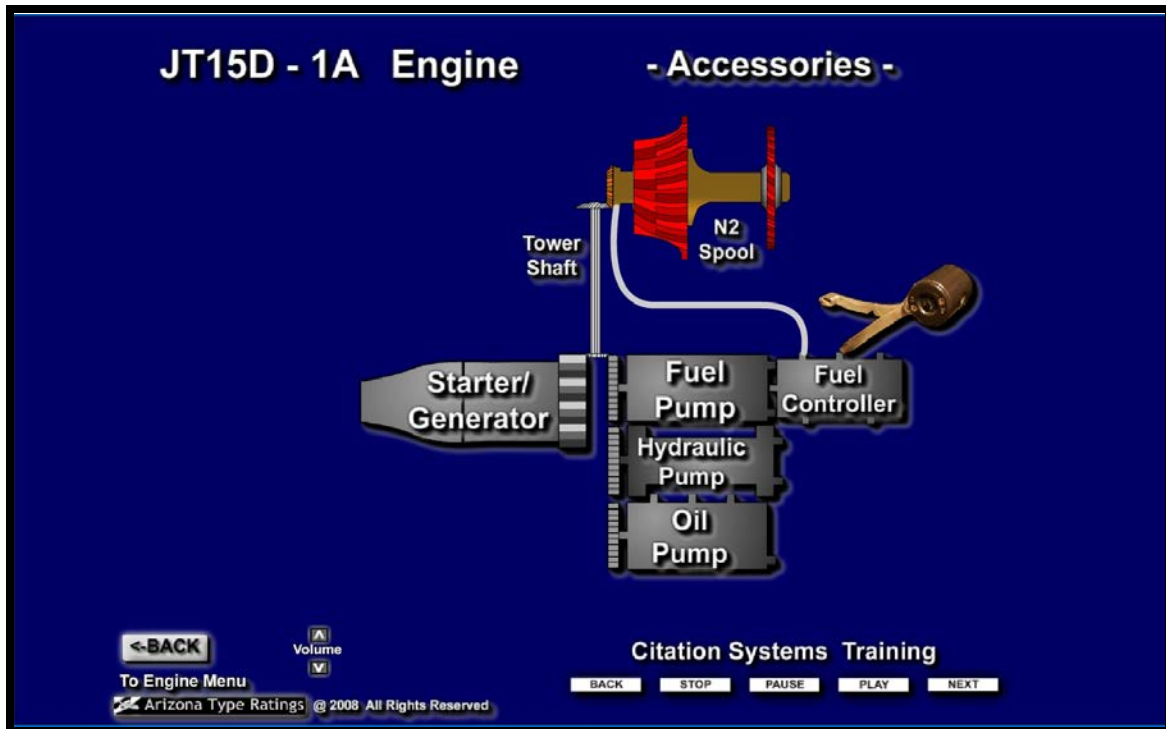 JT15D - 1A Engine - Accessories -
N2
Spool
Tower
Shaft
Starter/
Generator
Fuel
Pump
Fuel
Controller
Hydraulic
Pump
Oil
Pump
<-BACK
To Engine Menu
Volume
Citation Systems Training
BACK STOP PAUSE PLAY NEXT
Arizona Type Ratings @ 2008 All Rights Reserved